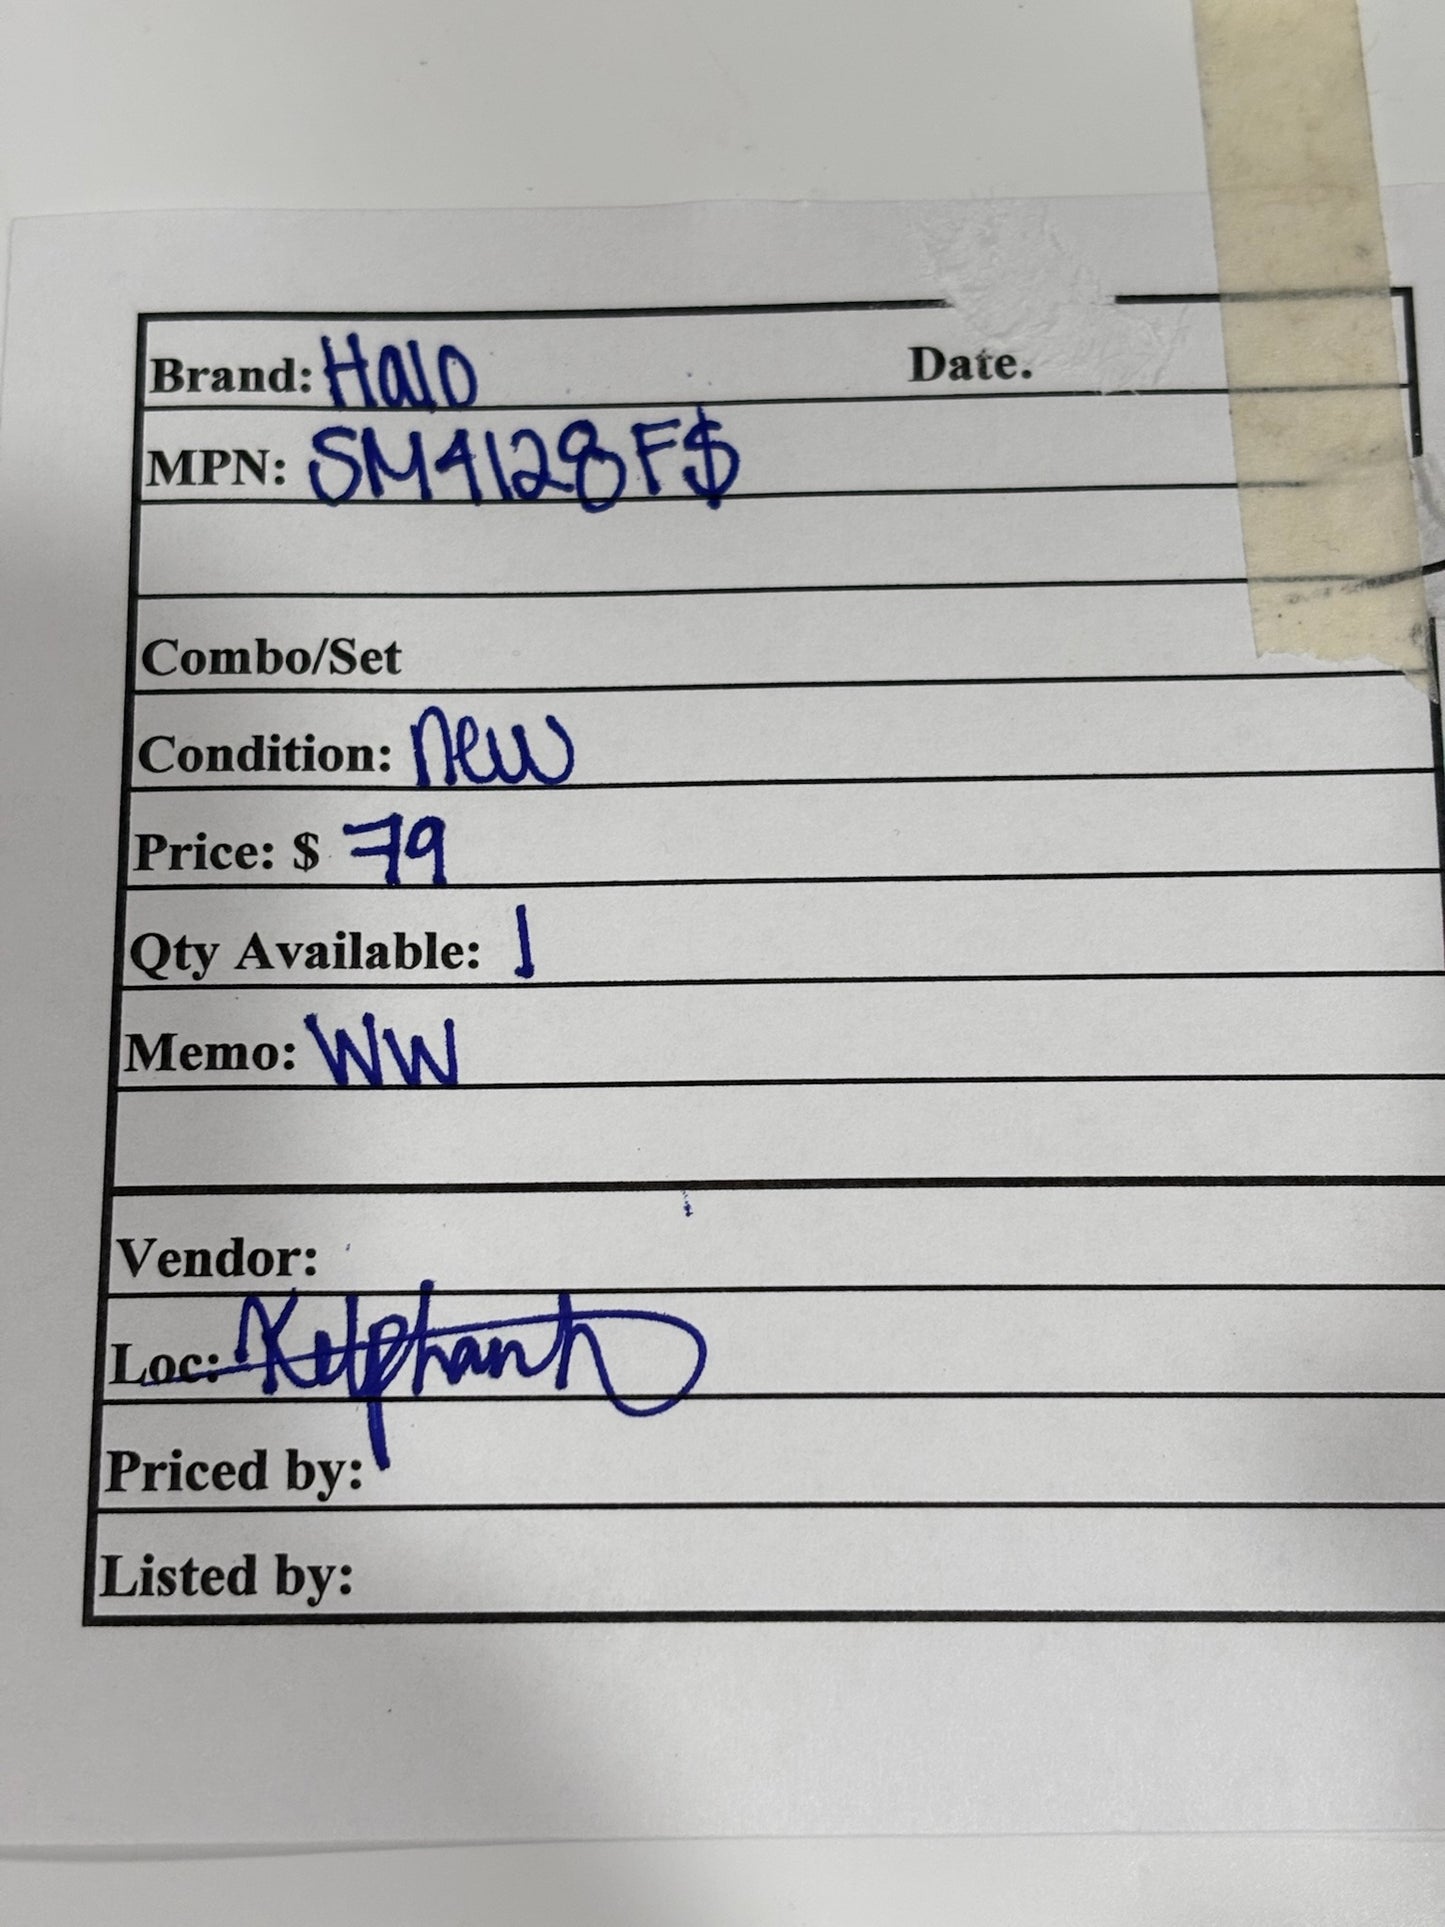 Brand: Halo Date.
MPN: SM4128F$
Combo/Set
Condition: new
Price: $ 79
Qty Available: 1
Memo: WW
Vendor:
Loc:
Priced by:
Listed by: